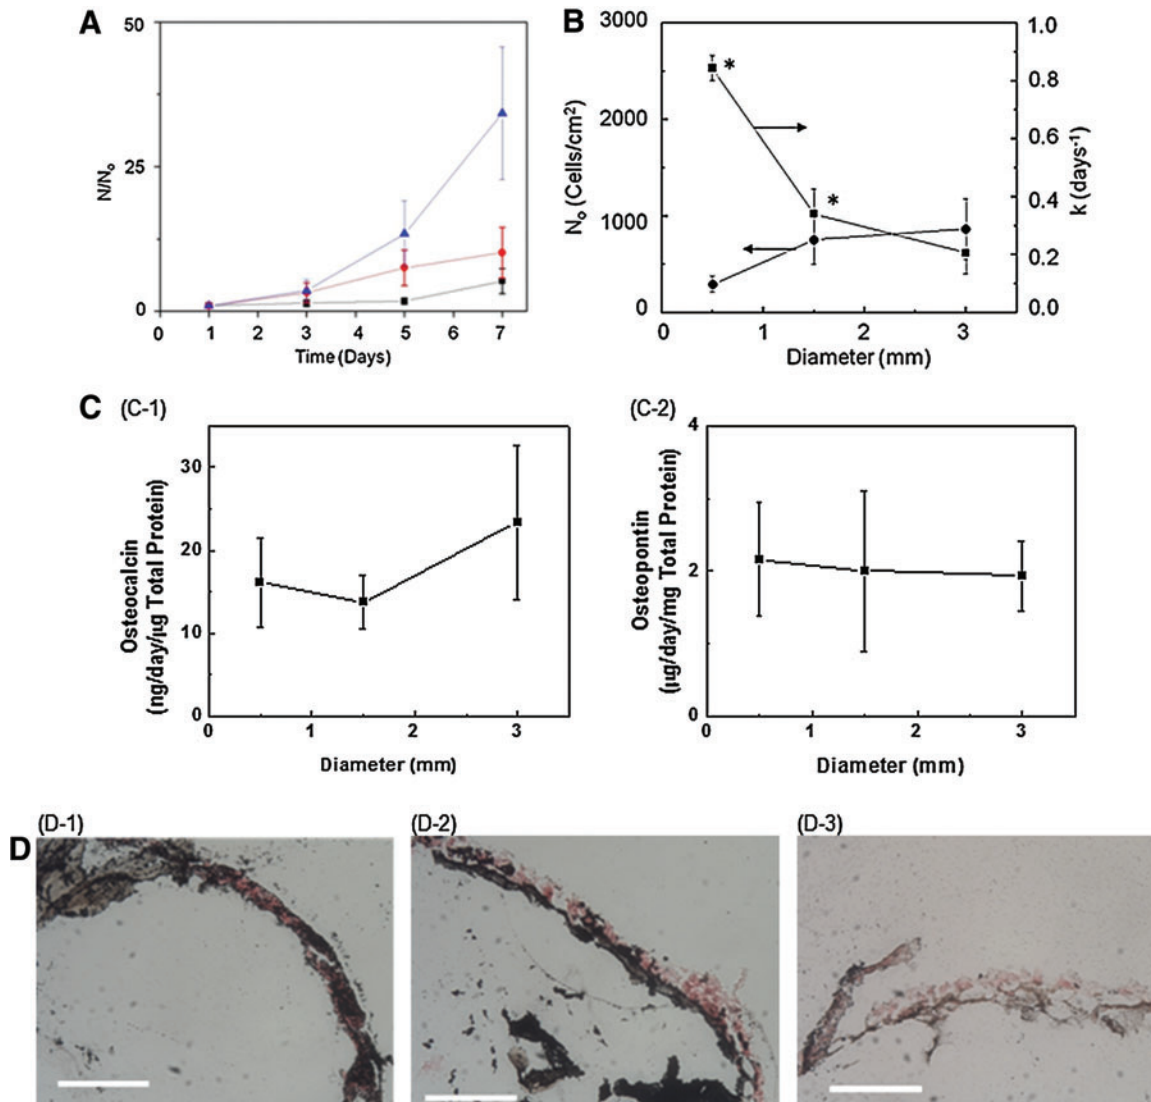 A
50
25
0
N/Nₒ
0 1 2 3 4 5 6 7
Time (Days)
B
3000
2000
1000
0
Nₒ (Cells/cm²)
1.0
0.8
0.6
0.4
0.2
0.0
k (days⁻¹)
*
*
0 1 2 3
Diameter (mm)
C (C-1)
30
20
10
0
Osteocalcin
(ng/day/µg Total Protein)
0 1 2 3
Diameter (mm)
(C-2)
4
2
0
Osteopontin
(µg/day/mg Total Protein)
0 1 2 3
Diameter (mm)
D (D-1) (D-2) (D-3)